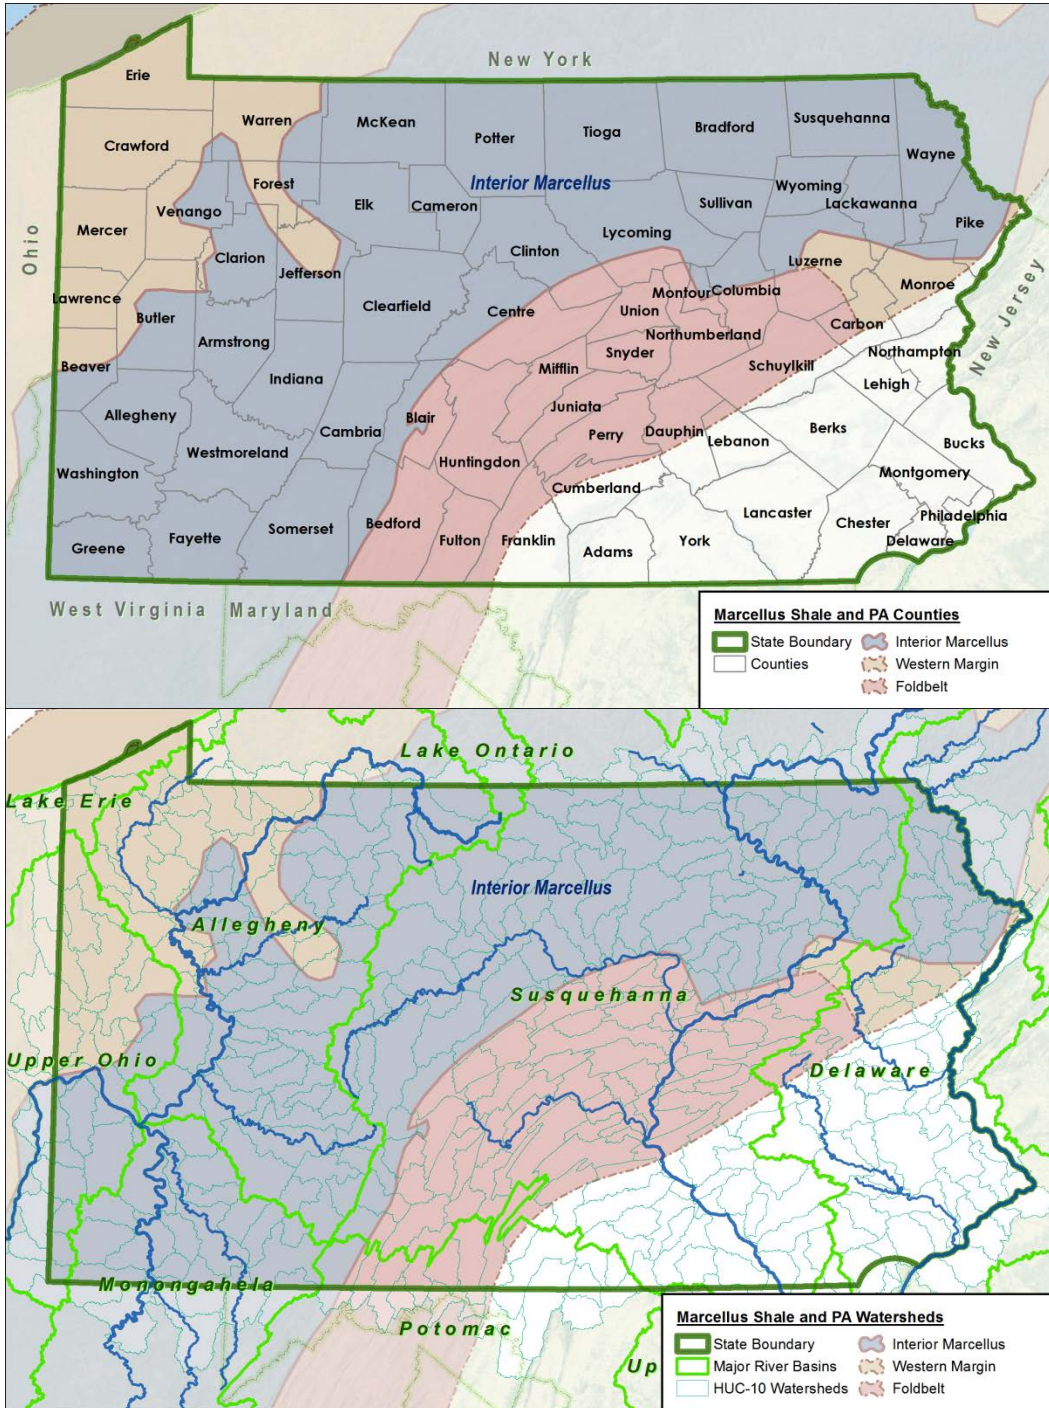 New York
Erie
Warren
McKean
Potter
Tioga
Bradford
Susquehanna
Crawford
Wayne
Forest
Interior Marcellus
Wyoming
Venango
Elk
Cameron
Sullivan
Lackawanna
Mercer
Lycoming
Pike
Ohio
Clarion
Clinton
Luzerne
Jefferson
Monroe
Lawrence
Clearfield
Centre
Montour
Columbia
Butler
Union
Carbon
New Jersey
Armstrong
Northumberland
Snyder
Northampton
Beaver
Mifflin
Schuylkill
Indiana
Lehigh
Allegheny
Juniata
Blair
Cambria
Perry
Dauphin
Berks
Lebanon
Westmoreland
Bucks
Huntingdon
Washington
Montgomery
Cumberland
Lancaster
Philadelphia
Bedford
Somerset
Chester
Fayette
Fulton
Franklin
York
Delaware
Greene
Adams
West Virginia
Maryland
Marcellus Shale and PA Counties
State Boundary
Interior Marcellus
Counties
Western Margin
Foldbelt
Lake Ontario
Lake Erie
Interior Marcellus
Allegheny
Susquehanna
Upper Ohio
Delaware
Monongahela
Potomac
Up
Marcellus Shale and PA Watersheds
State Boundary
Interior Marcellus
Major River Basins
Western Margin
HUC-10 Watersheds
Foldbelt